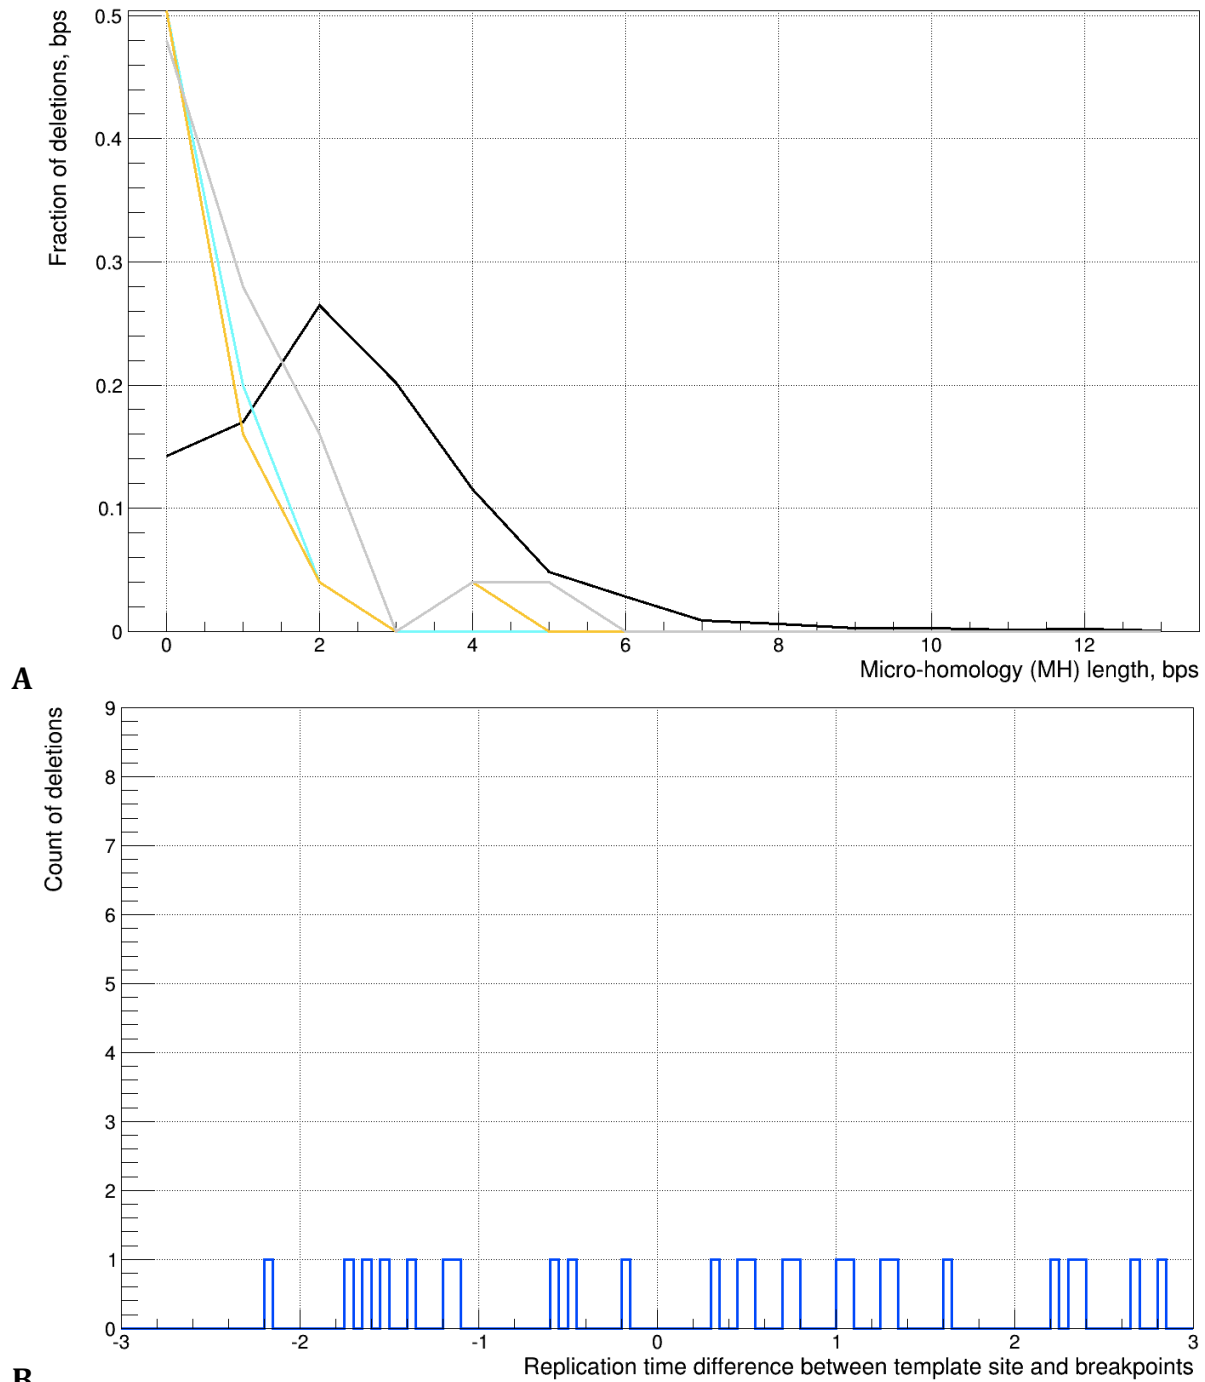 Fraction of deletions, bps
0.5
0.4
0.3
0.2
0.1
0
0 2 4 6 8 10 12
Micro-homology (MH) length, bps
A
Count of deletions
9
8
7
6
5
4
3
2
1
0
-3 -2 -1 0 1 2 3
Replication time difference between template site and breakpoints
B